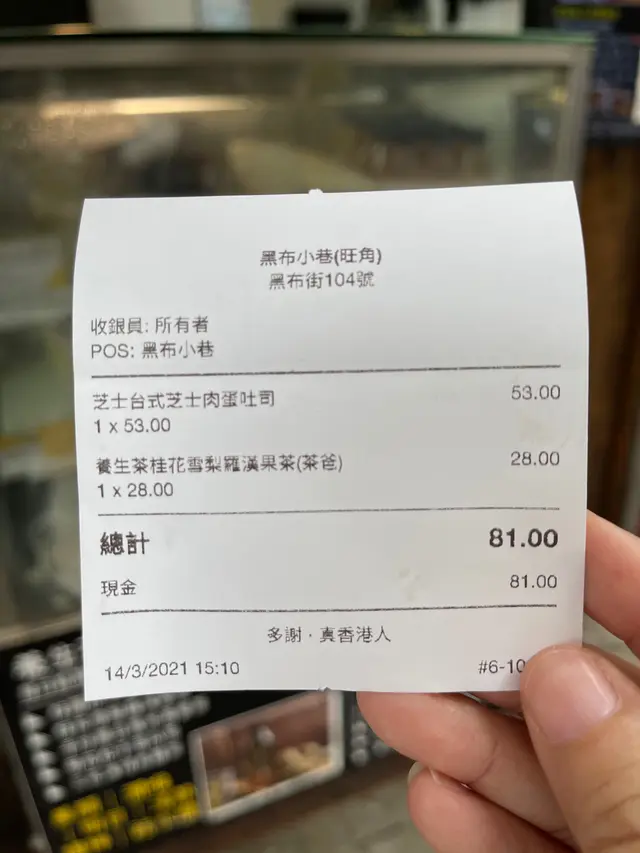 黑布小巷(旺角)
黑布街104號
收銀員: 所有者
POS: 黑布小巷
芝士台式芝士肉蛋吐司 53.00
1 x 53.00
養生茶桂花雪梨羅漢果茶(茶爸) 28.00
1 x 28.00
總計 81.00
現金 81.00
多謝，真香港人
14/3/2021 15:10 #6-10